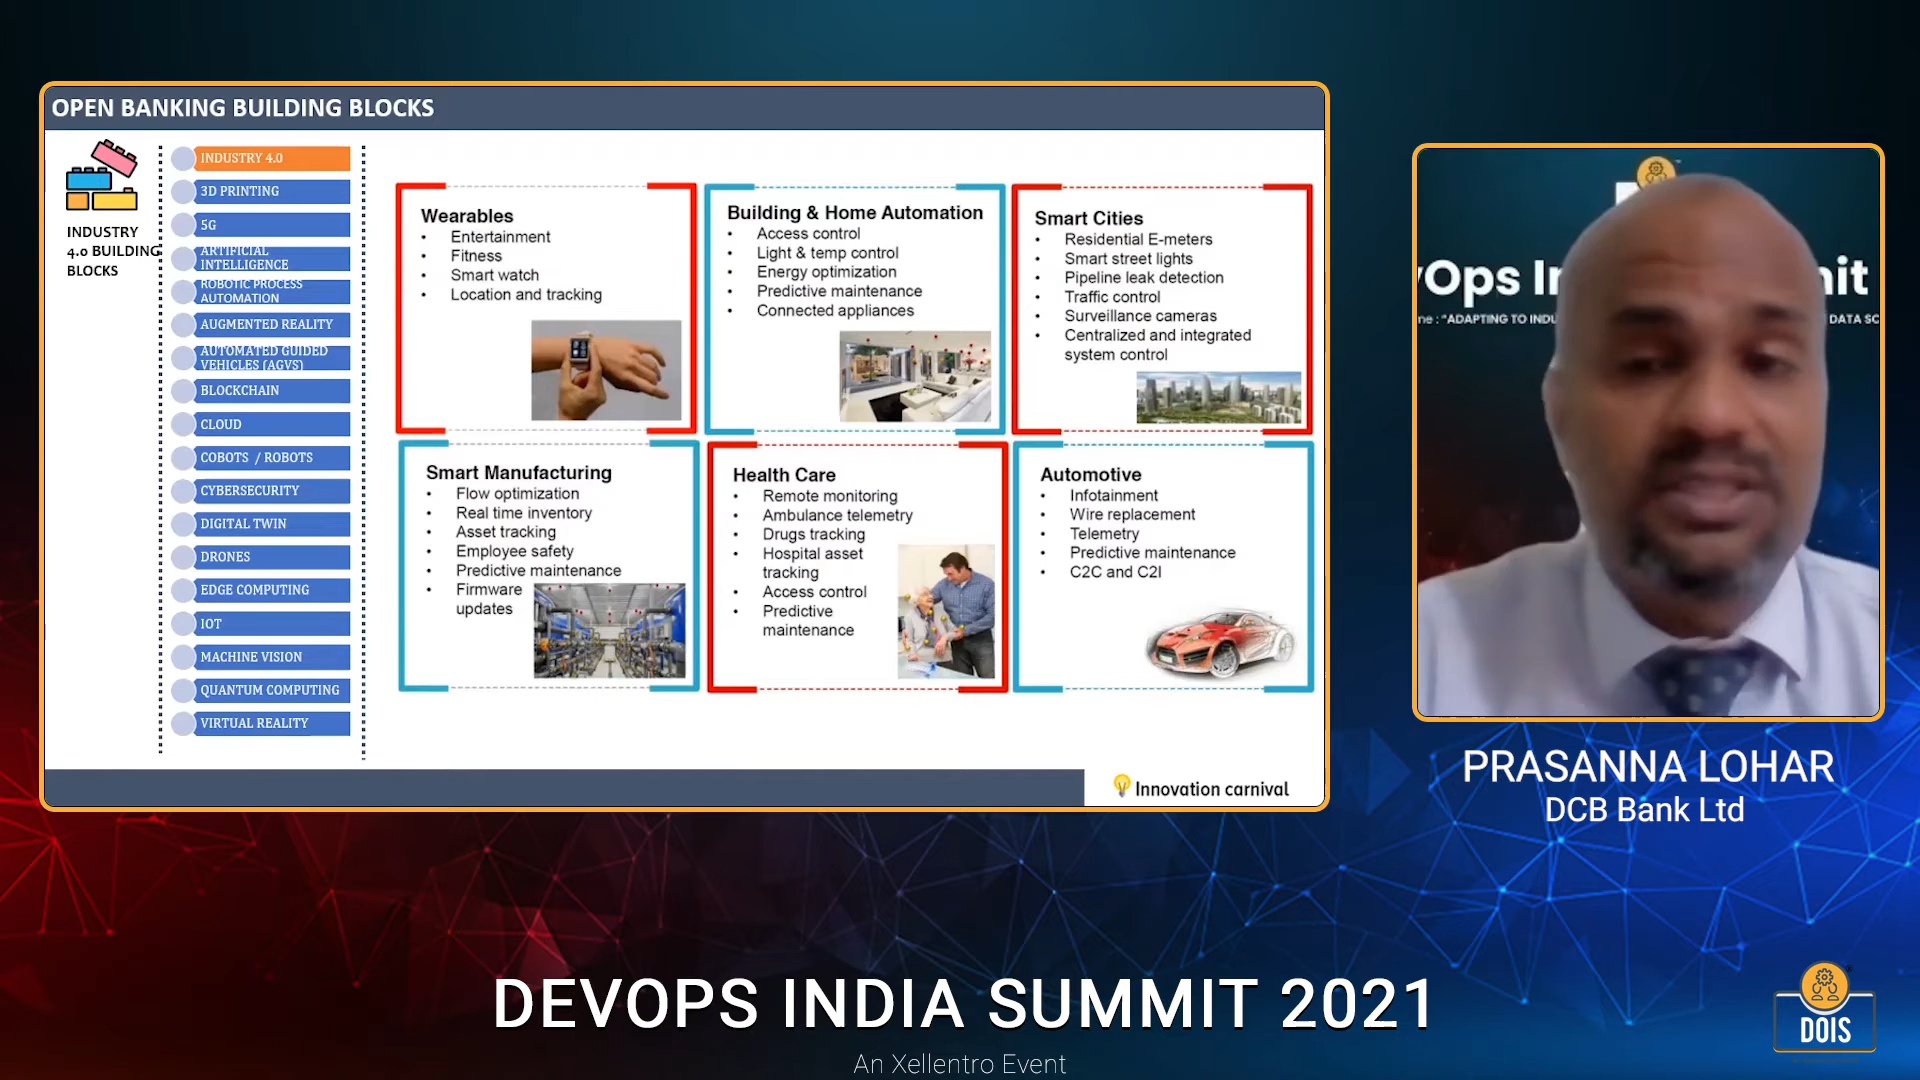 OPEN BANKING BUILDING BLOCKS
INDUSTRY
4.0 BUILDING
BLOCKS
INDUSTRY 4.0
3D PRINTING
5G
ARTIFICIAL
INTELLIGENCE
ROBOTIC PROCESS
AUTOMATION
AUGMENTED REALITY
AUTOMATED GUIDED
VEHICLES (AGVS)
BLOCKCHAIN
CLOUD
COBOTS / ROBOTS
CYBERSECURITY
DIGITAL TWIN
DRONES
EDGE COMPUTING
IOT
MACHINE VISION
QUANTUM COMPUTING
VIRTUAL REALITY
Wearables
• Entertainment
• Fitness
• Smart watch
• Location and tracking
Building & Home Automation
• Access control
• Light & temp control
• Energy optimization
• Predictive maintenance
• Connected appliances
Smart Cities
• Residential E-meters
• Smart street lights
• Pipeline leak detection
• Traffic control
• Surveillance cameras
• Centralized and integrated
system control
Smart Manufacturing
• Flow optimization
• Real time inventory
• Asset tracking
• Employee safety
• Predictive maintenance
• Firmware
updates
Health Care
• Remote monitoring
• Ambulance telemetry
• Drugs tracking
• Hospital asset
tracking
• Access control
• Predictive
maintenance
Automotive
• Infotainment
• Wire replacement
• Telemetry
• Predictive maintenance
• C2C and C2I
Innovation carnival
"ADAPTING TO DATA
PRASANNA LOHAR
DCB Bank Ltd
DEVOPS INDIA SUMMIT 2021
An Xellentro Event
DOIS